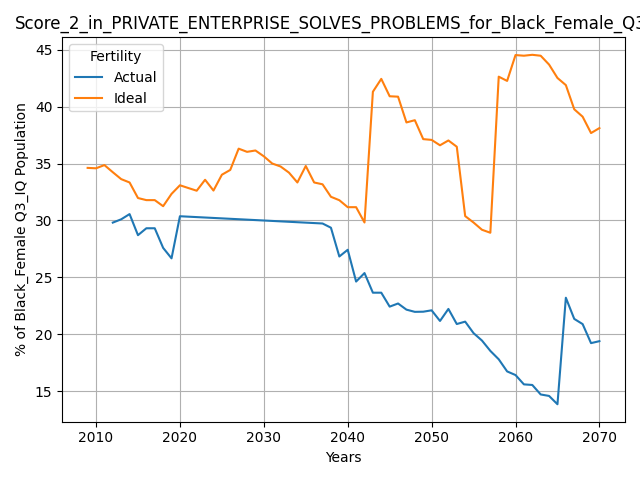 Score_2_in_PRIVATE_ENTERPRISE_SOLVES_PROBLEMS_for_Black_Female_Q3
% of Black_Female Q3_IQ Population
Fertility
Actual
Ideal
45
40
35
30
25
20
15
2010 2020 2030 2040 2050 2060 2070
Years